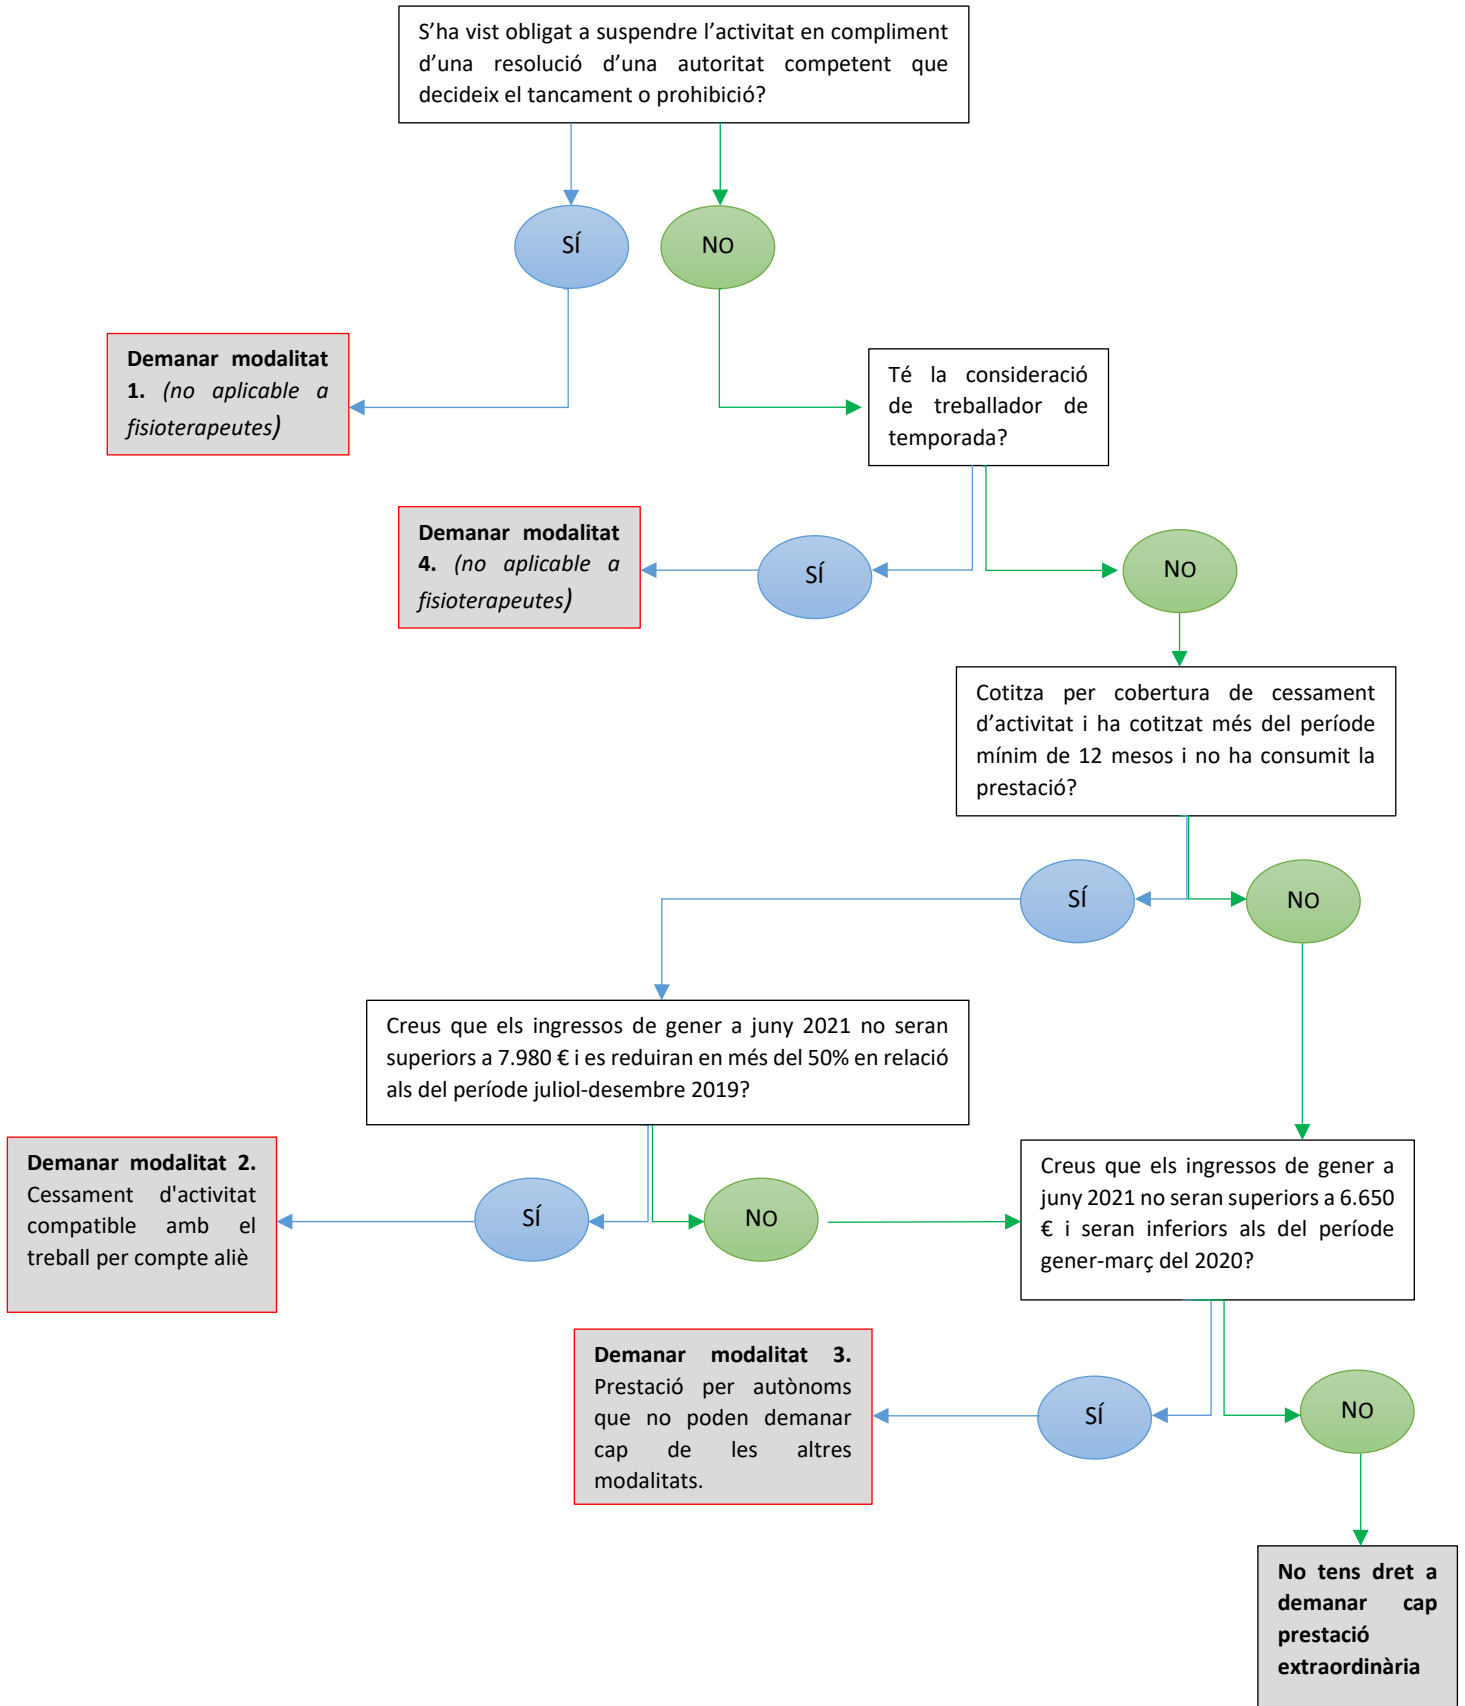 S’ha vist obligat a suspendre l’activitat en compliment
d’una resolució d’una autoritat competent que
decideix el tancament o prohibició?
SÍ
NO
Demanar modalitat
1. (no aplicable a
fisioterapeutes)
Té la consideració
de treballador de
temporada?
Demanar modalitat
4. (no aplicable a
fisioterapeutes)
SÍ
NO
Cotitza per cobertura de cessament
d’activitat i ha cotitzat més del període
mínim de 12 mesos i no ha consumit la
prestació?
SÍ
NO
Creus que els ingressos de gener a juny 2021 no seran
superiors a 7.980 € i es reduiran en més del 50% en relació
als del període juliol-desembre 2019?
Demanar modalitat 2.
Cessament d'activitat
compatible amb el
treball per compte aliè
SÍ
NO
Creus que els ingressos de gener a
juny 2021 no seran superiors a 6.650
€ i seran inferiors als del període
gener-març del 2020?
Demanar modalitat 3.
Prestació per autònoms
que no poden demanar
cap de les altres
modalitats.
SÍ
NO
No tens dret a
demanar cap
prestació
extraordinària